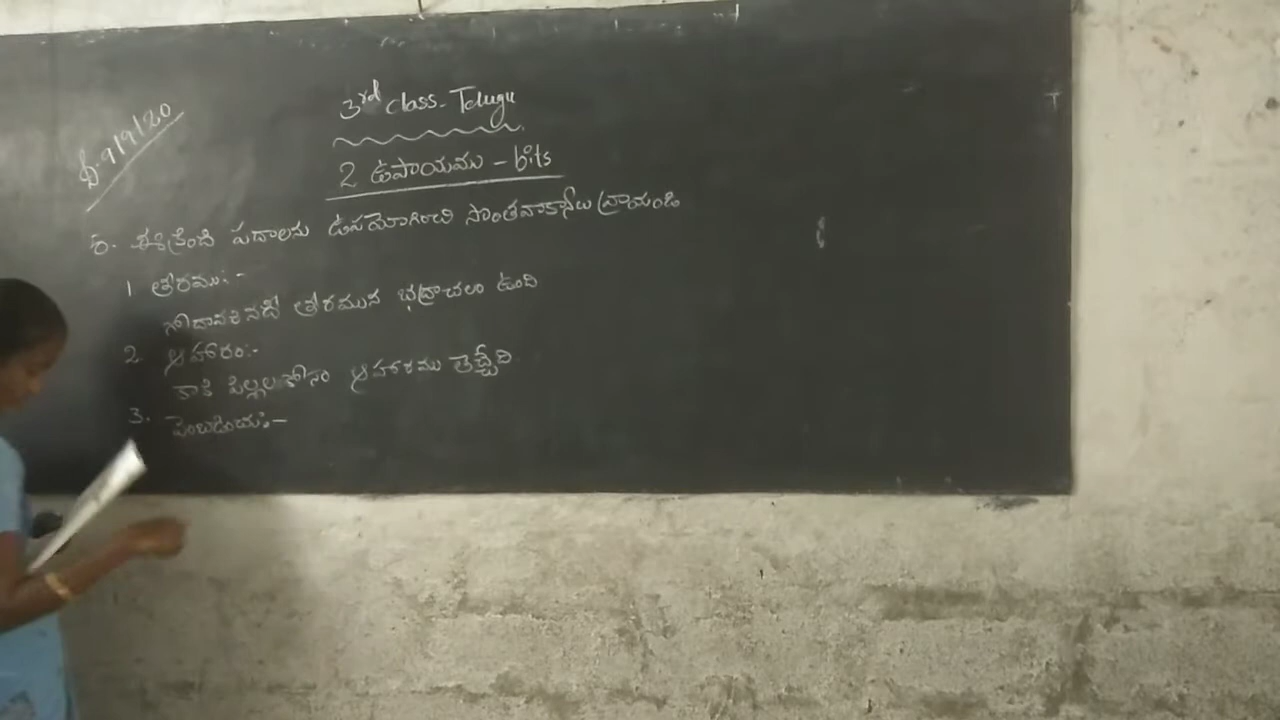 D. 9/9/20
3rd class - Telugu
2 ఉపాయము - bits
ఈ క్రింది పదాలను ఉపయోగించి సొంతవాక్యాలు వ్రాయండి
1 తీరము :-
గోదావరి నది తీరమున భద్రాచలం ఉంది
2 ఆహారం :-
కాకి పిల్లలకోసం ఆహారము తెచ్చేది
3.